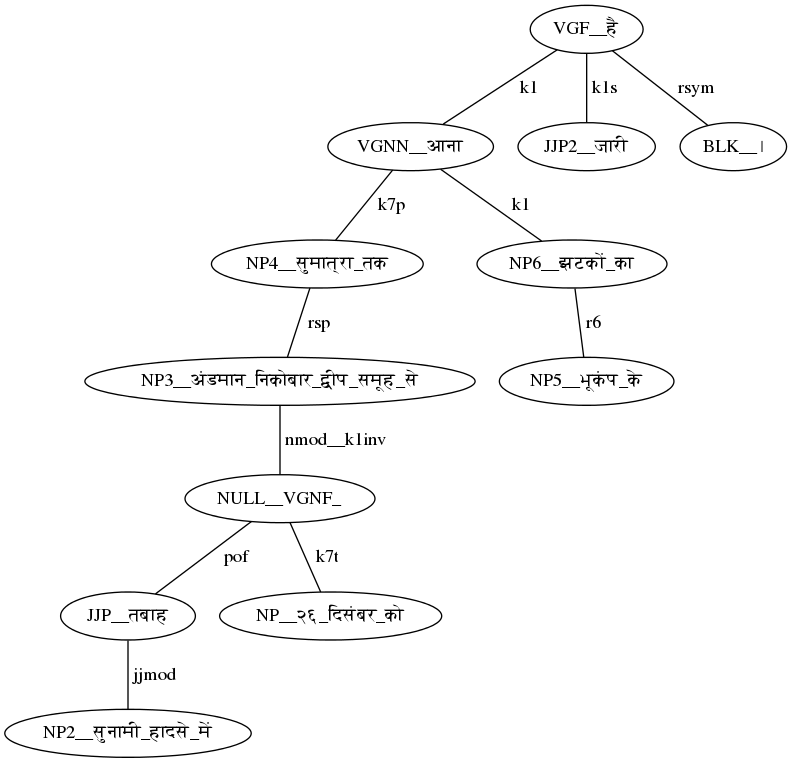 VGF__है
k1 k1s rsym
VGNN__आना JJP2__जारी BLK__।
k7p k1
NP4__सुमात्रा_तक NP6__झटकों_का
rsp r6
NP3__अंडमान_निकोबार_द्वीप_समूह_से NP5__भूकंप_के
nmod__k1inv
NULL__VGNF_
pof k7t
JJP__तबाह NP__२६_दिसंबर_को
jjmod
NP2__सुनामी_हादसे_में